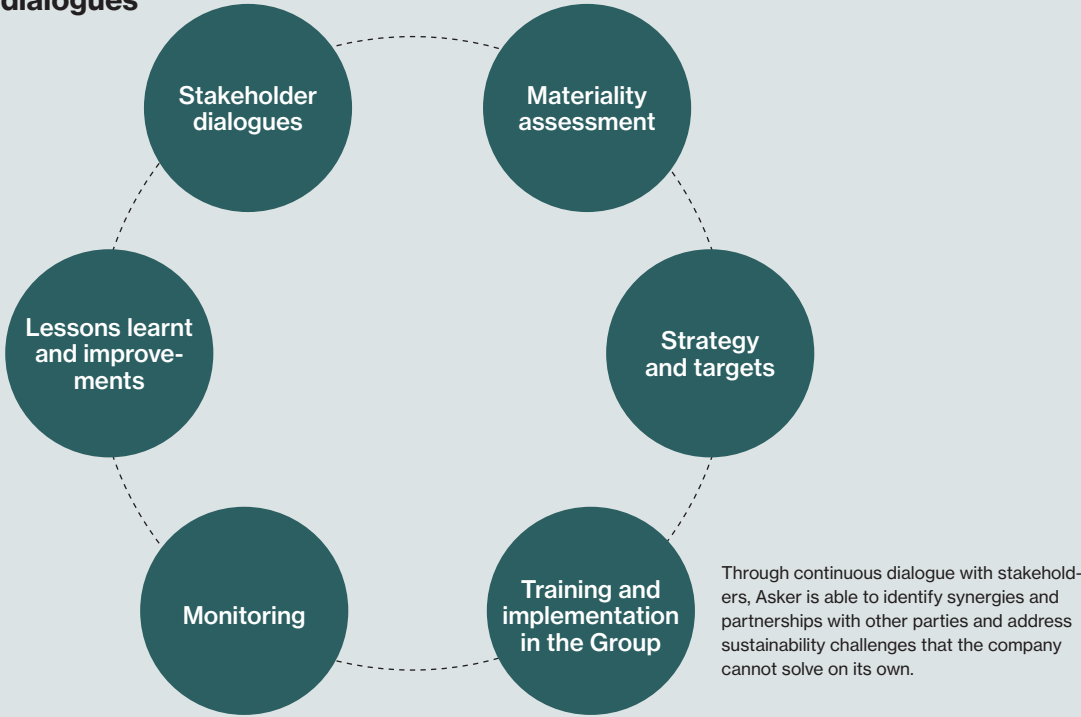 dialogues
Stakeholder
dialogues
Materiality
assessment
Strategy
and targets
Training and
implementation
in the Group
Monitoring
Lessons learnt
and improve-
ments
Through continuous dialogue with stakehold-
ers, Asker is able to identify synergies and
partnerships with other parties and address
sustainability challenges that the company
cannot solve on its own.